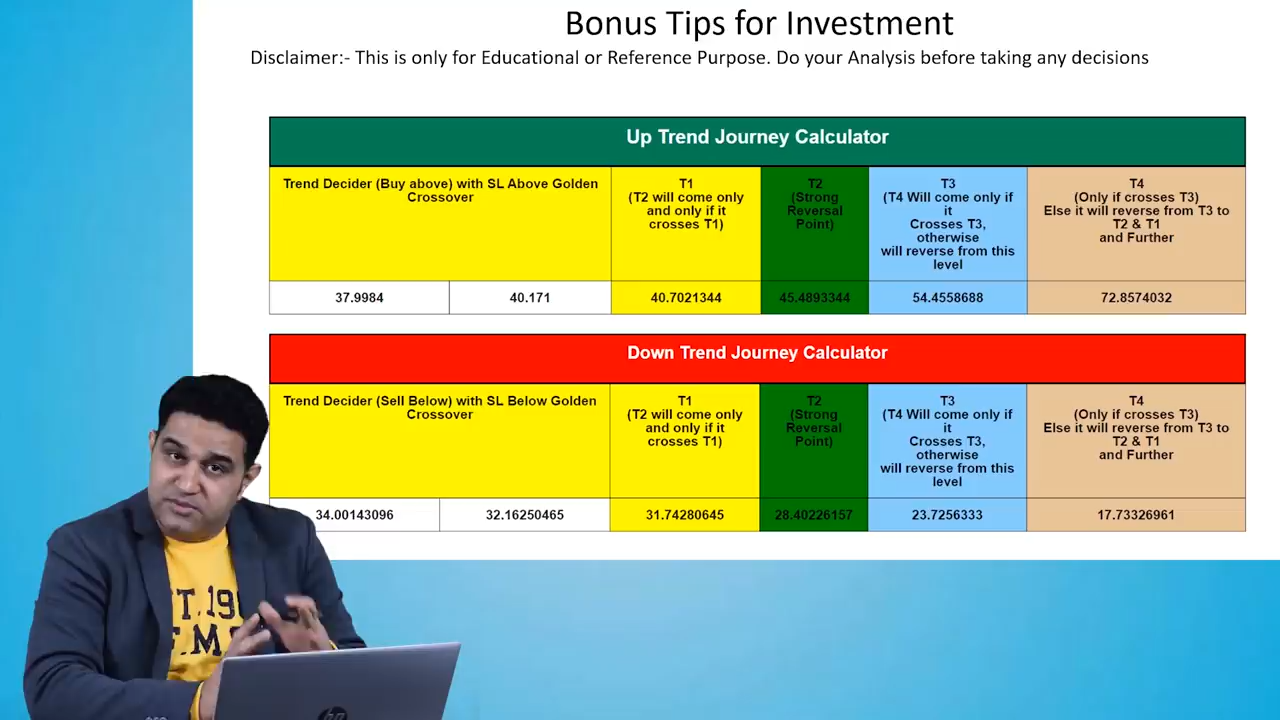 Bonus Tips for Investment
Disclaimer:- This is only for Educational or Reference Purpose. Do your Analysis before taking any decisions
Up Trend Journey Calculator
Trend Decider (Buy above) with SL Above Golden
Crossover
T1
(T2 will come only
and only if it
crosses T1)
T2
(Strong
Reversal
Point)
T3
(T4 Will come only if
it
Crosses T3,
otherwise
will reverse from this
level
T4
(Only if crosses T3)
Else it will reverse from T3 to
T2 & T1
and Further
37.9984
40.171
40.7021344
45.4893344
54.4558688
72.8574032
Down Trend Journey Calculator
Trend Decider (Sell Below) with SL Below Golden
Crossover
T1
(T2 will come only
and only if it
crosses T1)
T2
(Strong
Reversal
Point)
T3
(T4 Will come only if
it
Crosses T3,
otherwise
will reverse from this
level
T4
(Only if crosses T3)
Else it will reverse from T3 to
T2 & T1
and Further
34.00143096
32.16250465
31.74280645
28.40226157
23.7256333
17.73326961
hp